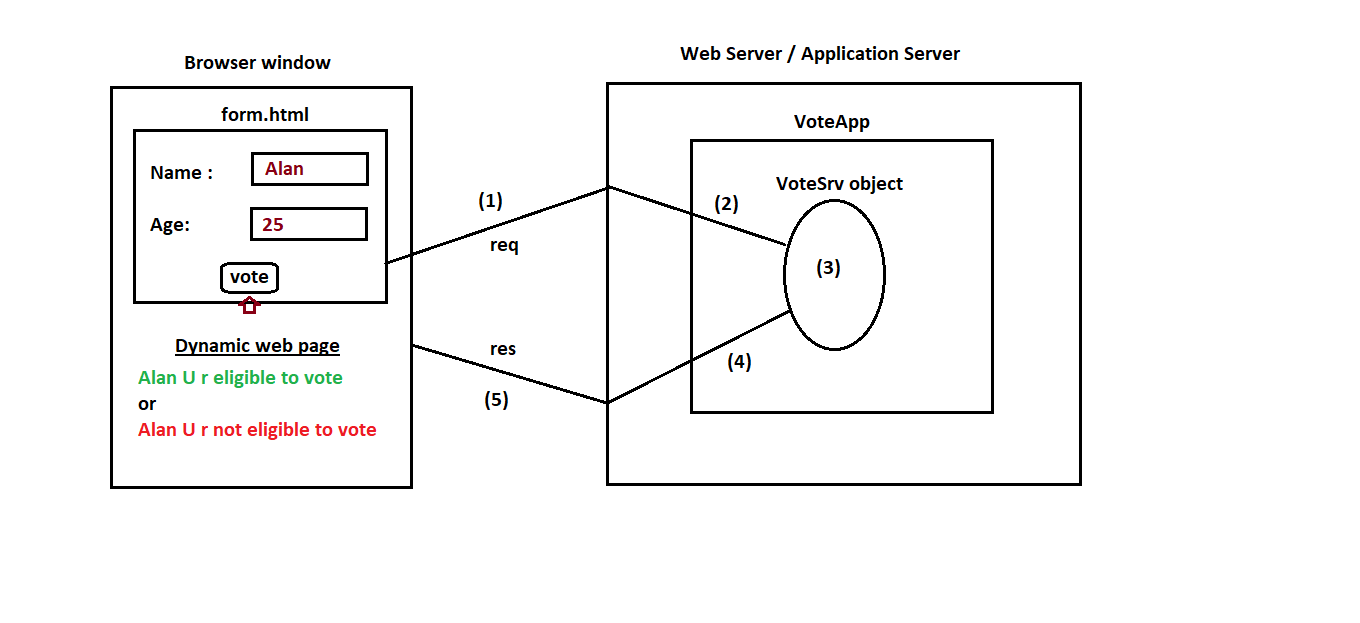 Browser window
form.html
Name :
Alan
Age:
25
vote
Dynamic web page
Alan U r eligible to vote
or
Alan U r not eligible to vote
(1)
req
res
(5)
Web Server / Application Server
VoteApp
VoteSrv object
(2)
(3)
(4)